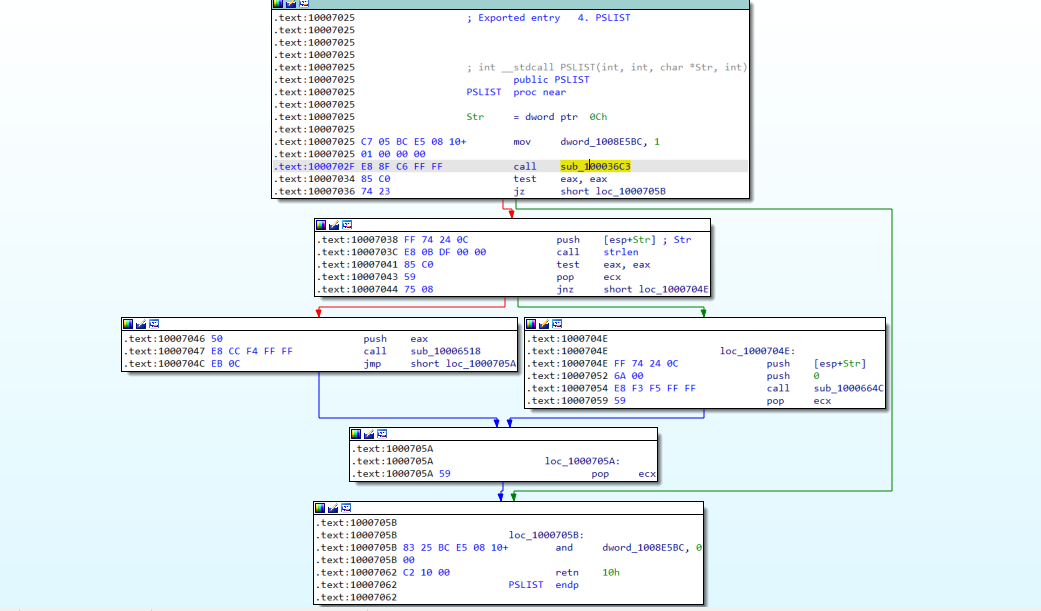 .text:10007025 ; Exported entry 4. PSLIST
.text:10007025
.text:10007025
.text:10007025
.text:10007025 ; int __stdcall PSLIST(int, int, char *Str, int)
.text:10007025 public PSLIST
.text:10007025 PSLIST proc near
.text:10007025
.text:10007025 Str = dword ptr 0Ch
.text:10007025
.text:10007025 C7 05 BC E5 08 10+ mov dword_1008E5BC, 1
.text:10007025 01 00 00 00
.text:1000702F E8 8F C6 FF FF call sub_100036C3
.text:10007034 85 C0 test eax, eax
.text:10007036 74 23 jz short loc_1000705B
.text:10007038 FF 74 24 0C push [esp+Str] ; Str
.text:1000703C E8 0B DF 00 00 call strlen
.text:10007041 85 C0 test eax, eax
.text:10007043 59 pop ecx
.text:10007044 75 08 jnz short loc_1000704E
.text:10007046 50 push eax
.text:10007047 E8 CC F4 FF FF call sub_10006518
.text:1000704C EB 0C jmp short loc_1000705A
.text:1000704E
.text:1000704E loc_1000704E:
.text:1000704E FF 74 24 0C push [esp+Str]
.text:10007052 6A 00 push 0
.text:10007054 E8 F3 F5 FF FF call sub_1000664C
.text:10007059 59 pop ecx
.text:1000705A
.text:1000705A loc_1000705A:
.text:1000705A 59 pop ecx
.text:1000705B
.text:1000705B loc_1000705B:
.text:1000705B 83 25 BC E5 08 10+ and dword_1008E5BC, 0
.text:1000705B 00
.text:10007062 C2 10 00 retn 10h
.text:10007062 PSLIST endp
.text:10007062